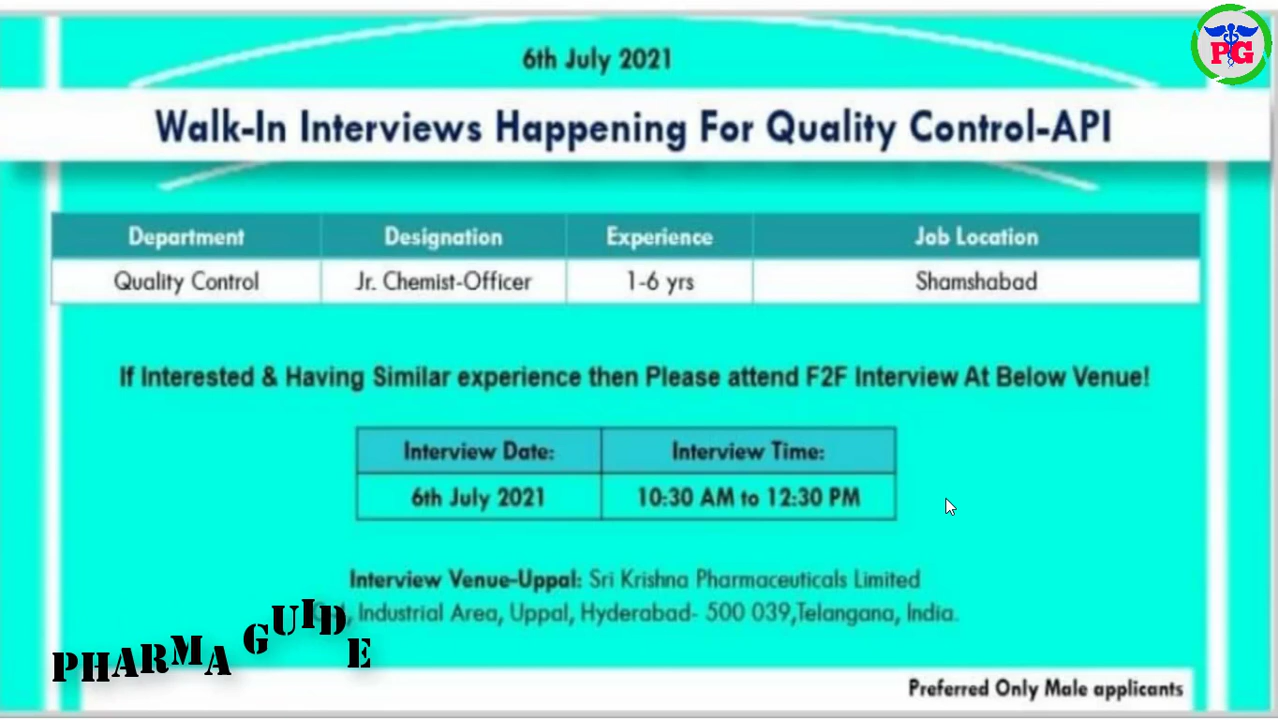 PG
6th July 2021
Walk-In Interviews Happening For Quality Control-API
Department Designation Experience Job Location
Quality Control Jr. Chemist-Officer 1-6 yrs Shamshabad
If Interested & Having Similar experience then Please attend F2F Interview At Below Venue!
Interview Date: Interview Time:
6th July 2021 10:30 AM to 12:30 PM
Interview Venue-Uppal: Sri Krishna Pharmaceuticals Limited
Industrial Area, Uppal, Hyderabad- 500 039,Telangana, India.
PHARMA GUIDE
Preferred Only Male applicants